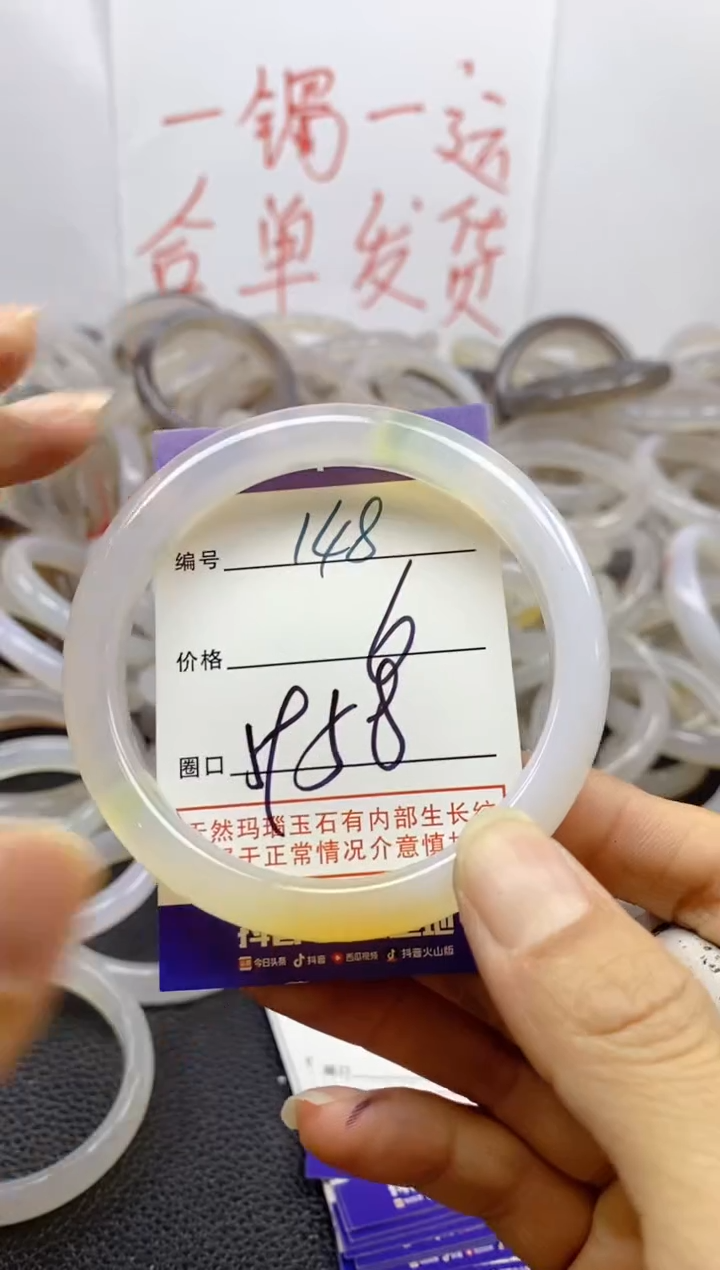 一镯一运
合单发货
编号 148
价格 6
圈口 58
天然玛瑙玉石有内部生长纹
属于正常情况介意慎拍
今日头条 抖音 西瓜视频 抖音火山版